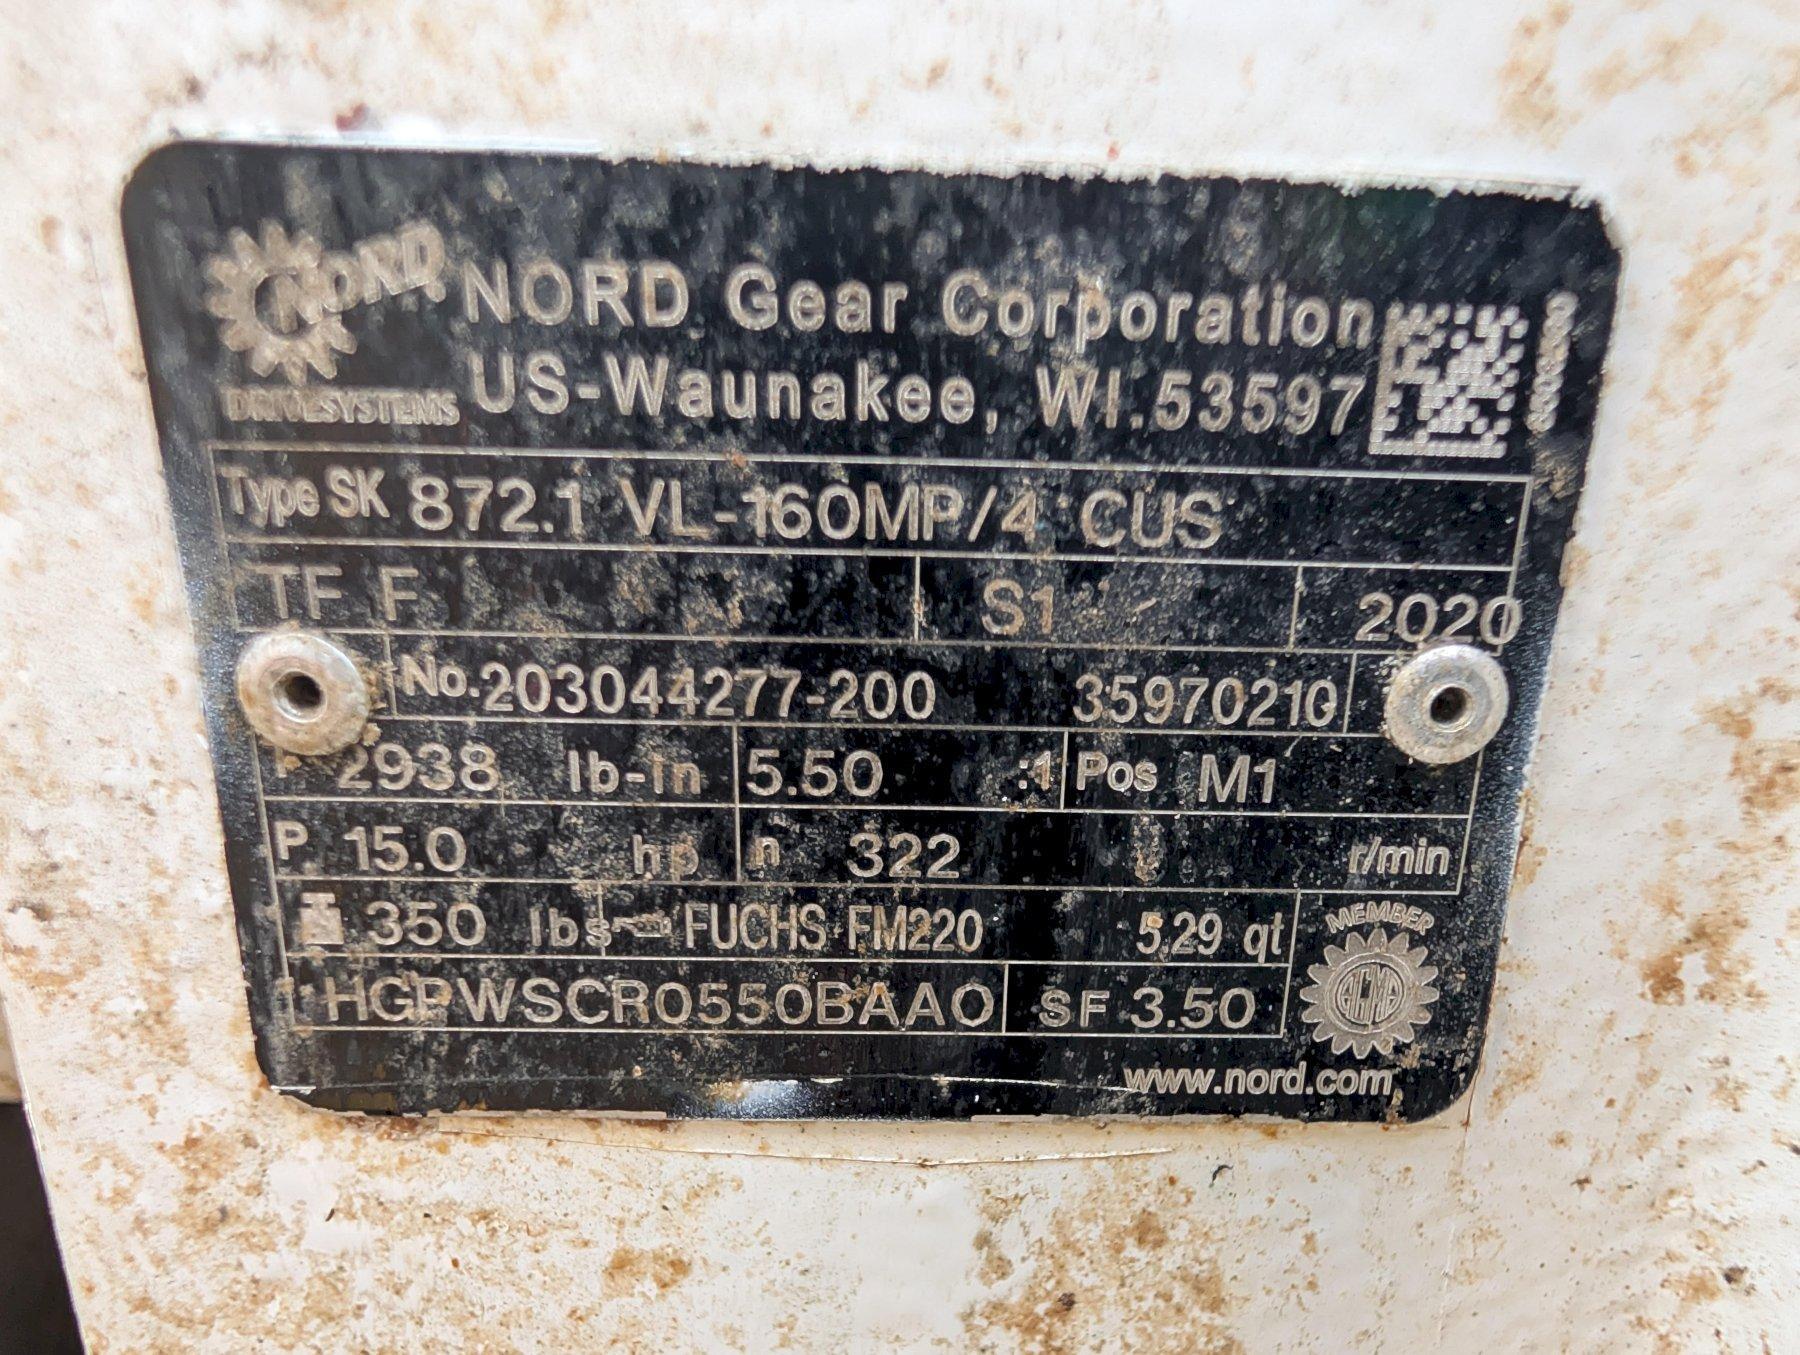 NORD
DRIVESYSTEMS
NORD Gear Corporation
US-Waunakee, WI.53597
Type SK 872.1 VL-160MP/4 CUS
TF F S1 2020
No. 203044277-200 35970210
2938 lb-in 5.50 :1 Pos M1
P 15.0 hp n 322 r/min
350 lbs FUCHS FM220 5.29 qt
HGPWSCR0550BAA0 SF 3.50
MEMBER
AGMA
www.nord.com